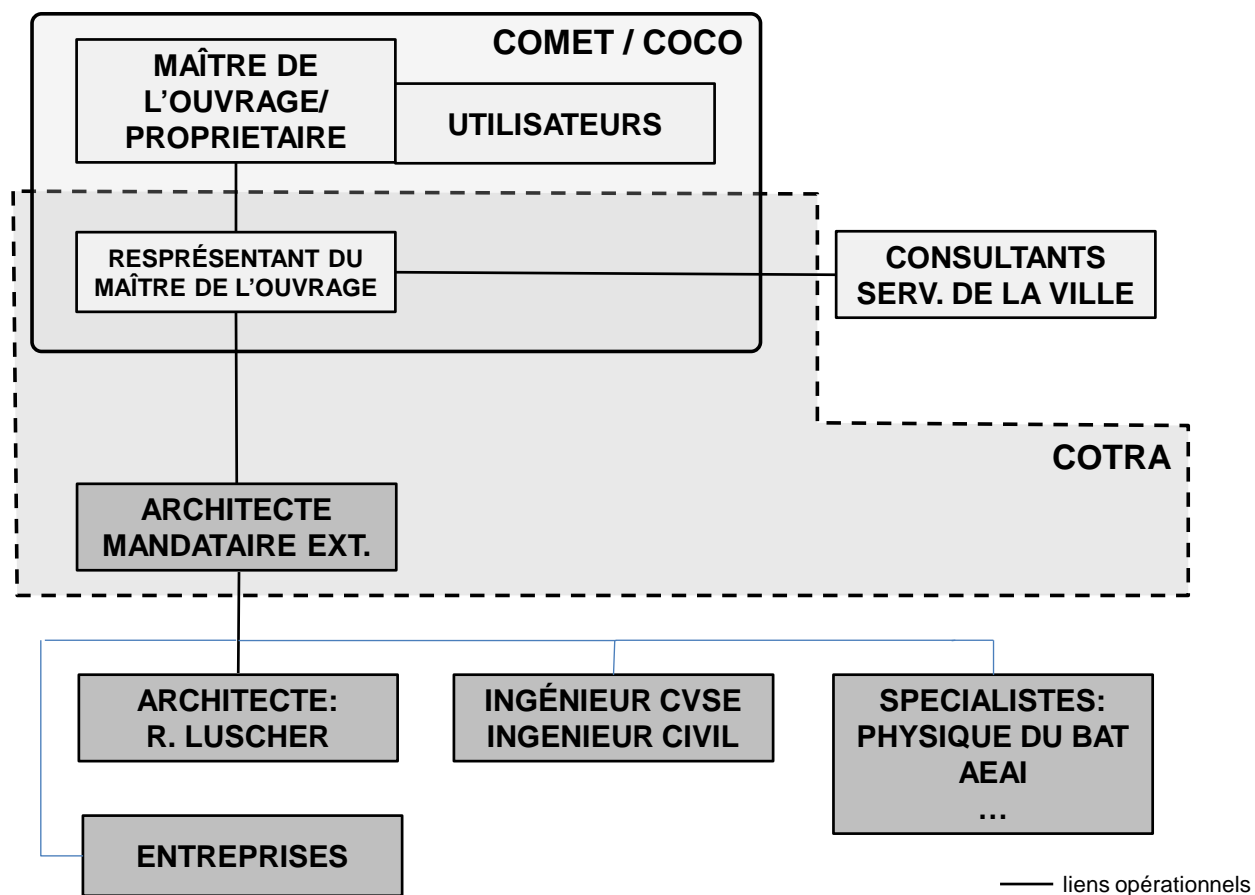 COMET / COCO
MAÎTRE DE
L'OUVRAGE/
PROPRIETAIRE
UTILISATEURS
RESPRÉSENTANT DU
MAÎTRE DE L'OUVRAGE
CONSULTANTS
SERV. DE LA VILLE
COTRA
ARCHITECTE
MANDATAIRE EXT.
ARCHITECTE:
R. LUSCHER
INGÉNIEUR CVSE
INGENIEUR CIVIL
SPECIALISTES:
PHYSIQUE DU BAT
AEAI
...
ENTREPRISES
liens opérationnels